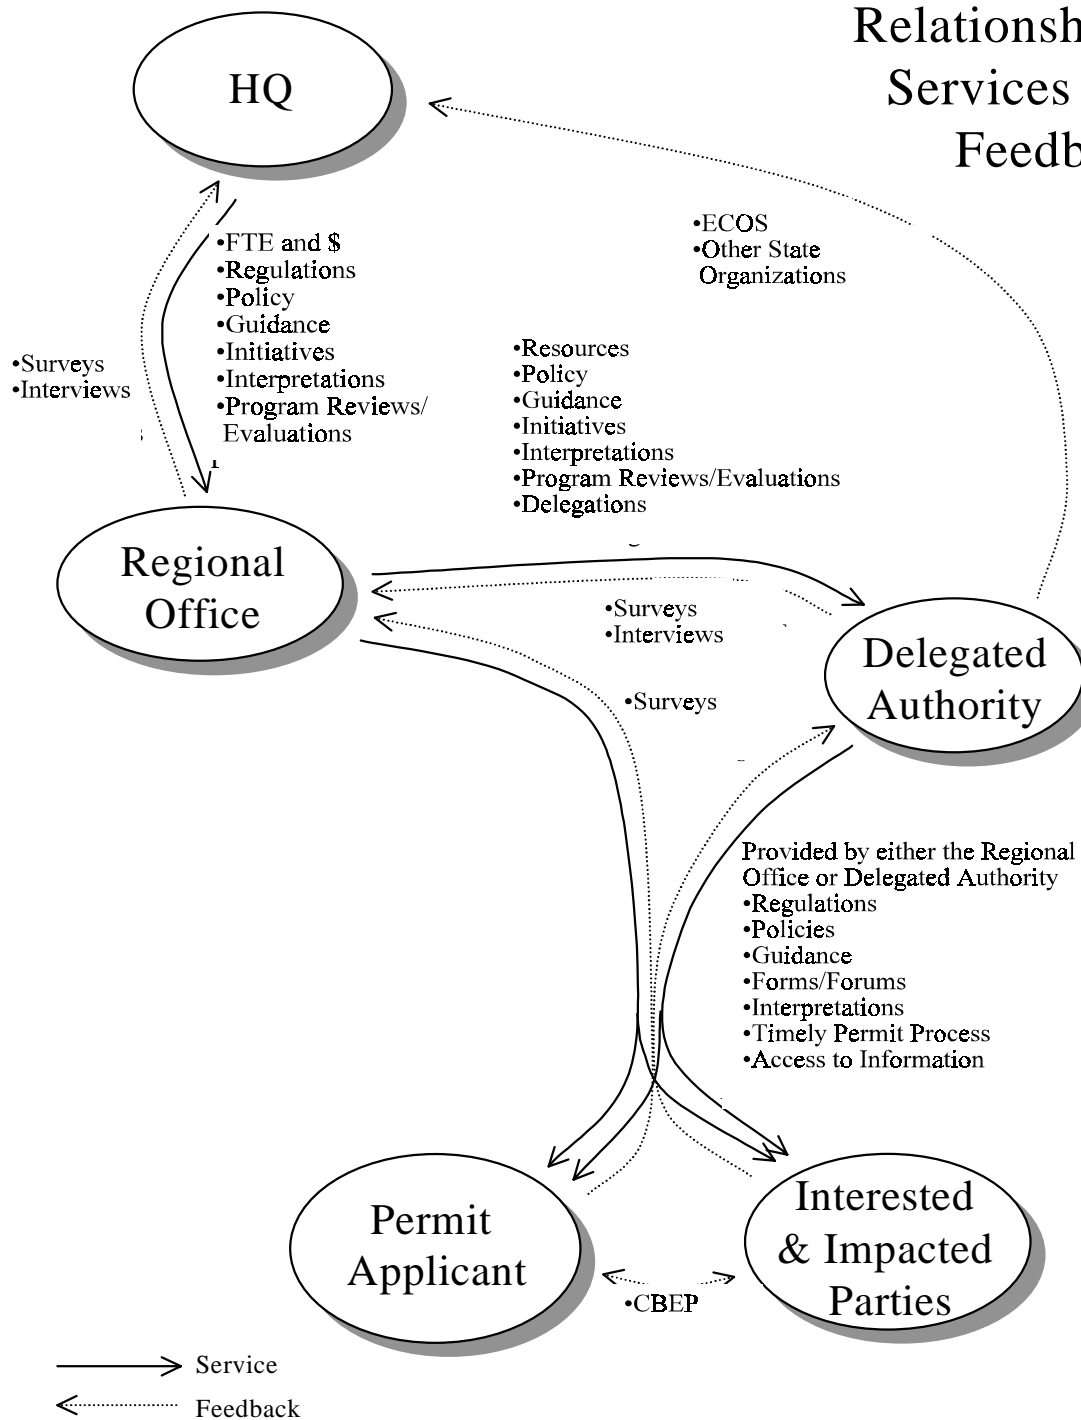 Relationsh
Services
Feedb
HQ
•ECOS
•Other State
Organizations
•FTE and $
•Regulations
•Policy
•Guidance
•Initiatives
•Interpretations
•Program Reviews/
Evaluations
•Surveys
•Interviews
•Resources
•Policy
•Guidance
•Initiatives
•Interpretations
•Program Reviews/Evaluations
•Delegations
Regional
Office
•Surveys
•Interviews
Delegated
Authority
•Surveys
Provided by either the Regional
Office or Delegated Authority
•Regulations
•Policies
•Guidance
•Forms/Forums
•Interpretations
•Timely Permit Process
•Access to Information
Permit
Applicant
Interested
& Impacted
Parties
•CBEP
Service
Feedback